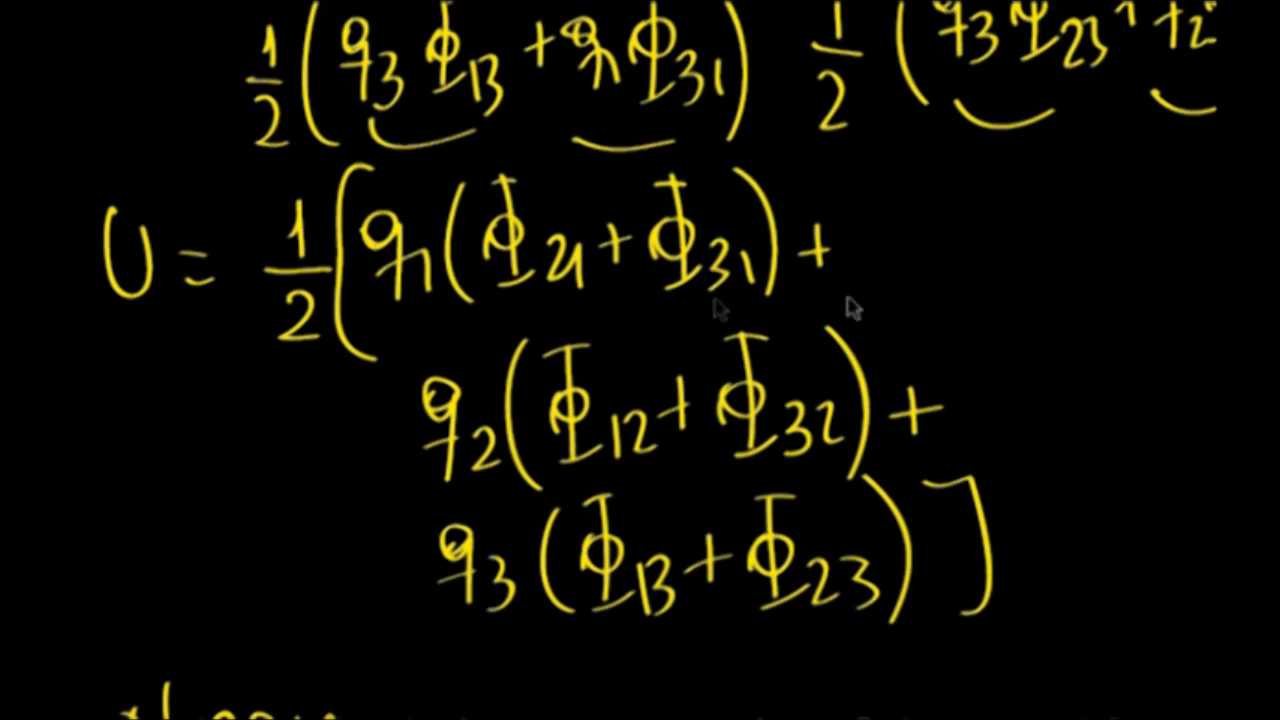 1/2 (q3 Φ13 + q1 Φ31) 1/2 (q3 Φ23 +
U = 1/2 [q1 (Φ21 + Φ31) +
q2 (Φ12 + Φ32) +
q3 (Φ13 + Φ23)]